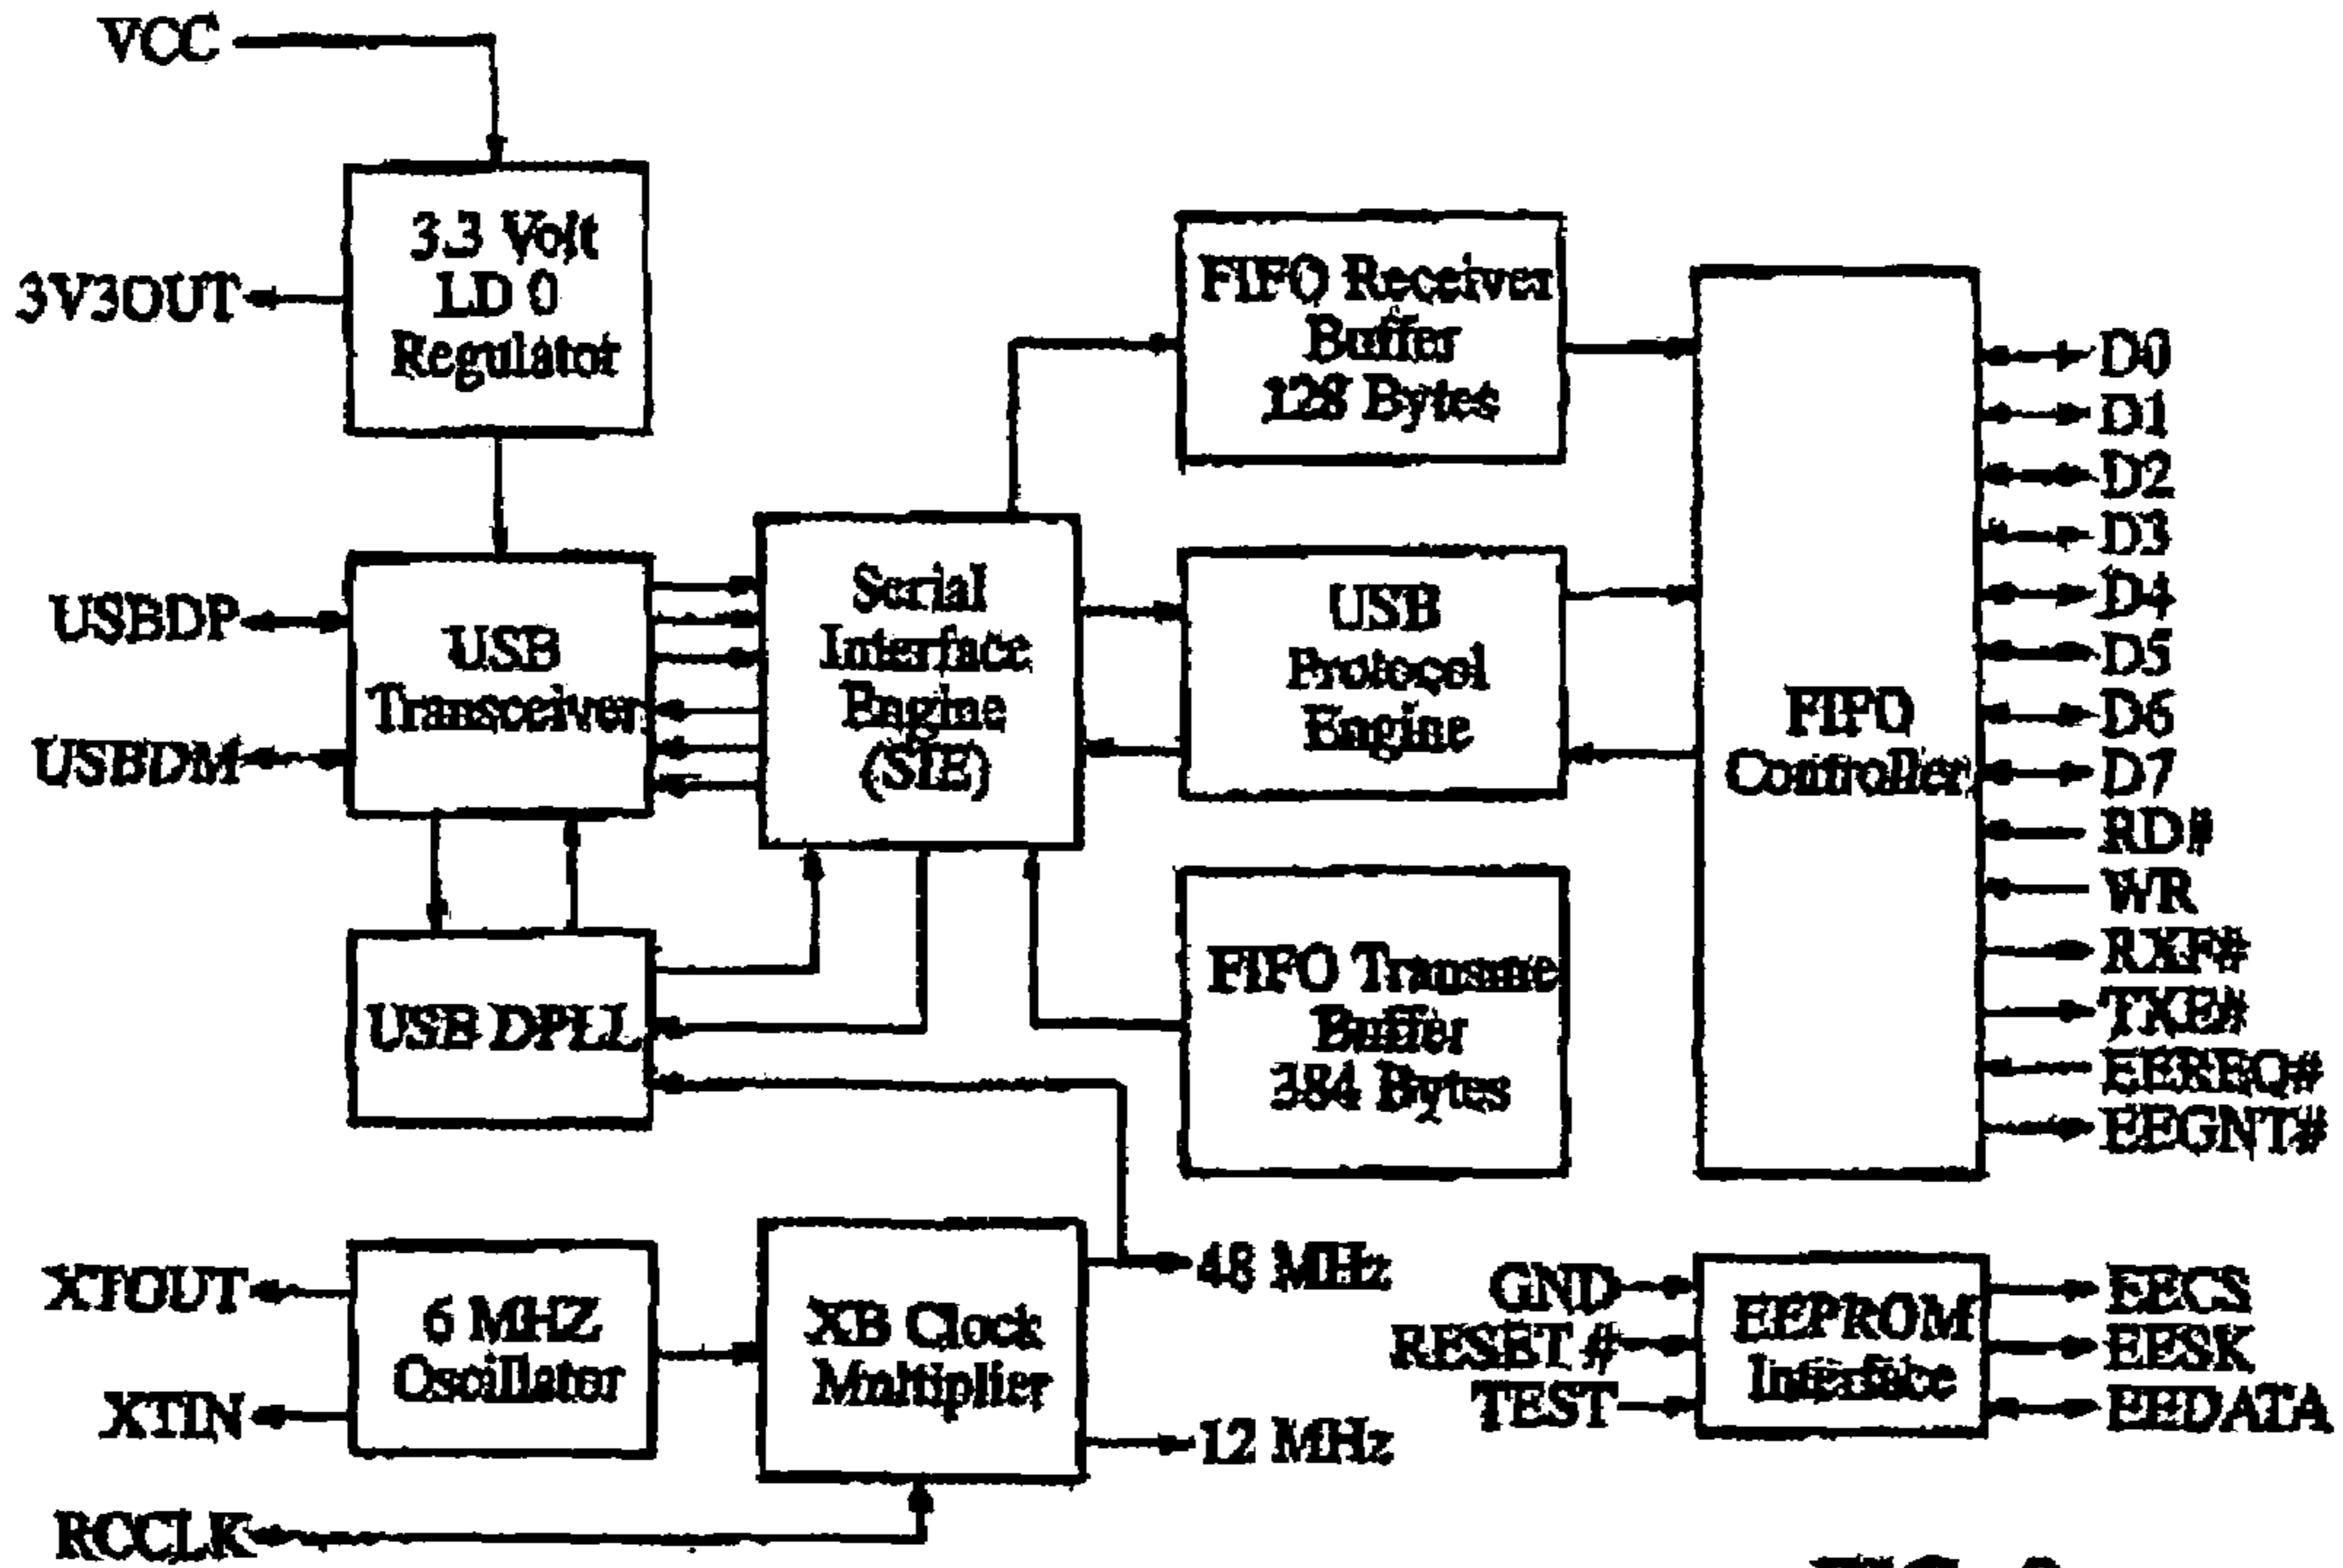 VCC
3.3 Volt
LD 0
Regulator
3V3OUT
FIFO Receiver
Buffer
128 Bytes
USBDP
USB
Transceiver
USBDM
Serial
Interface
Engine
(SIE)
USB
Protocol
Engine
FIFO
Controller
D0
D1
D2
D3
D4
D5
D6
D7
RD#
WR
RXF#
TXE#
EEREQ#
EEGNT#
USB DPLL
FIFO Transme
Buffer
384 Bytes
XTOUT
6 MHZ
Oscillator
XTIN
XB Clock
Multiplier
48 MHz
12 MHz
RCCLK
GND
RESET #
TEST
EEPROM
Interface
EECS
EESK
EEDATA